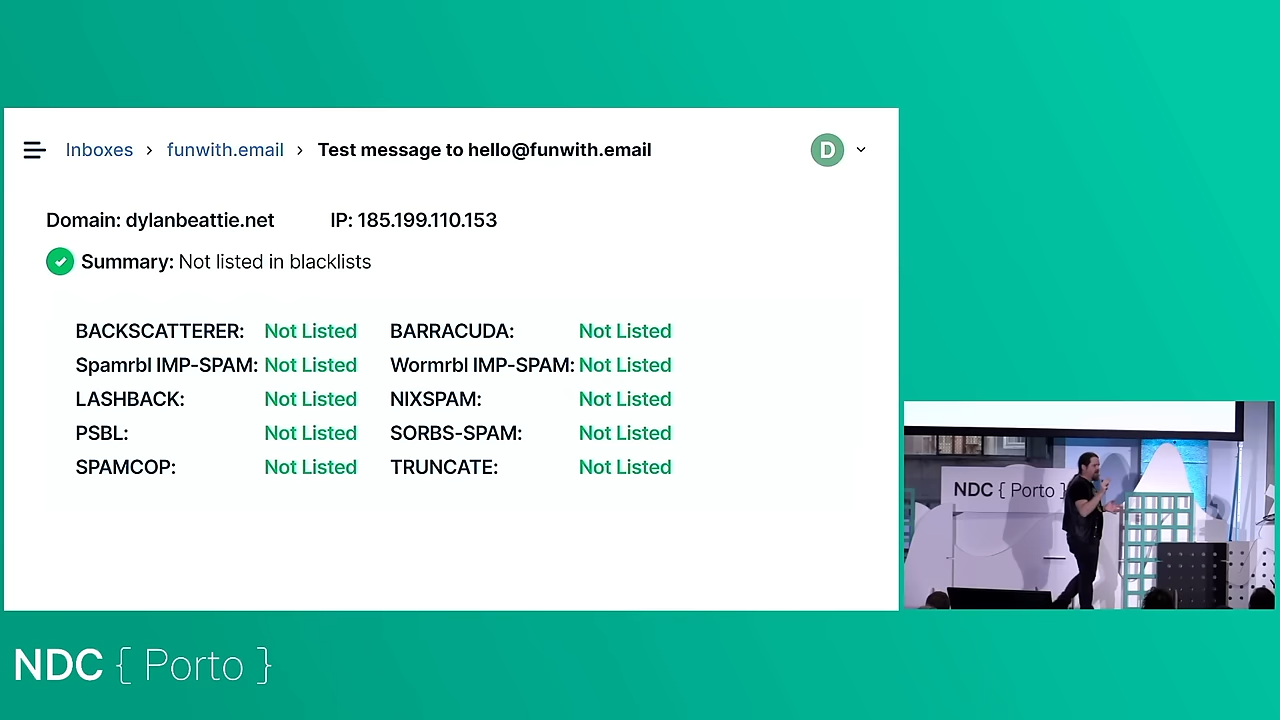 Inboxes › funwith.email › Test message to hello@funwith.email
D
Domain: dylanbeattie.net IP: 185.199.110.153
Summary: Not listed in blacklists
BACKSCATTERER: Not Listed BARRACUDA: Not Listed
Spamrbl IMP-SPAM: Not Listed Wormrbl IMP-SPAM: Not Listed
LASHBACK: Not Listed NIXSPAM: Not Listed
PSBL: Not Listed SORBS-SPAM: Not Listed
SPAMCOP: Not Listed TRUNCATE: Not Listed
NDC { Porto }
NDC { Porto }